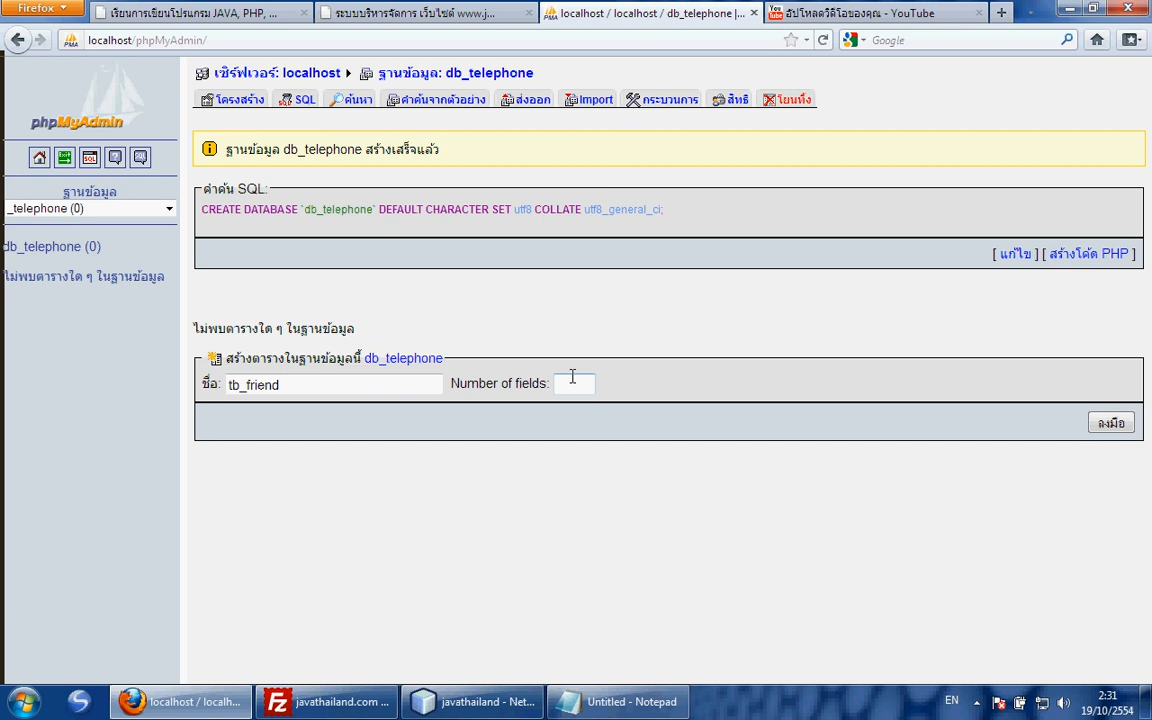 Firefox
เรียนการเขียนโปรแกรม JAVA, PHP, ...
ระบบบริหารจัดการ เว็บไซต์ www.j...
localhost / localhost / db_telephone |...
อัปโหลดวิดีโอของคุณ - YouTube
localhost/phpMyAdmin/
Google
phpMyAdmin
ฐานข้อมูล
_telephone (0)
db_telephone (0)
ไม่พบตารางใด ๆ ในฐานข้อมูล
เซิร์ฟเวอร์: localhost ฐานข้อมูล: db_telephone
โครงสร้าง SQL ค้นหา คำค้นจากตัวอย่าง ส่งออก Import กระบวนการ สิทธิ โยนทิ้ง
ฐานข้อมูล db_telephone สร้างเสร็จแล้ว
คำค้น SQL:
CREATE DATABASE `db_telephone` DEFAULT CHARACTER SET utf8 COLLATE utf8_general_ci;
[ แก้ไข ] [ สร้างโค้ด PHP ]
ไม่พบตารางใด ๆ ในฐานข้อมูล
สร้างตารางในฐานข้อมูลนี้ db_telephone
ชื่อ: tb_friend Number of fields:
ลงมือ
localhost / localh...
javathailand.com ...
javathailand - Net...
Untitled - Notepad
EN
2:31
19/10/2554